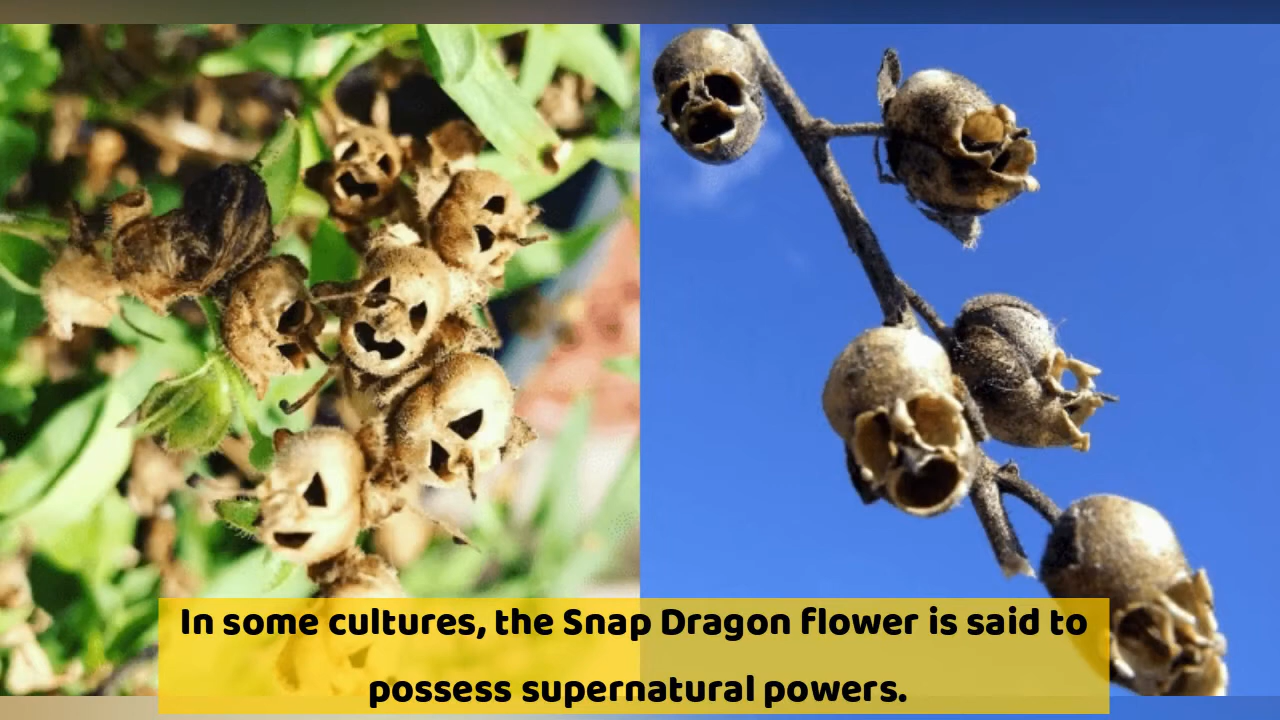 In some cultures, the Snap Dragon flower is said to
possess supernatural powers.